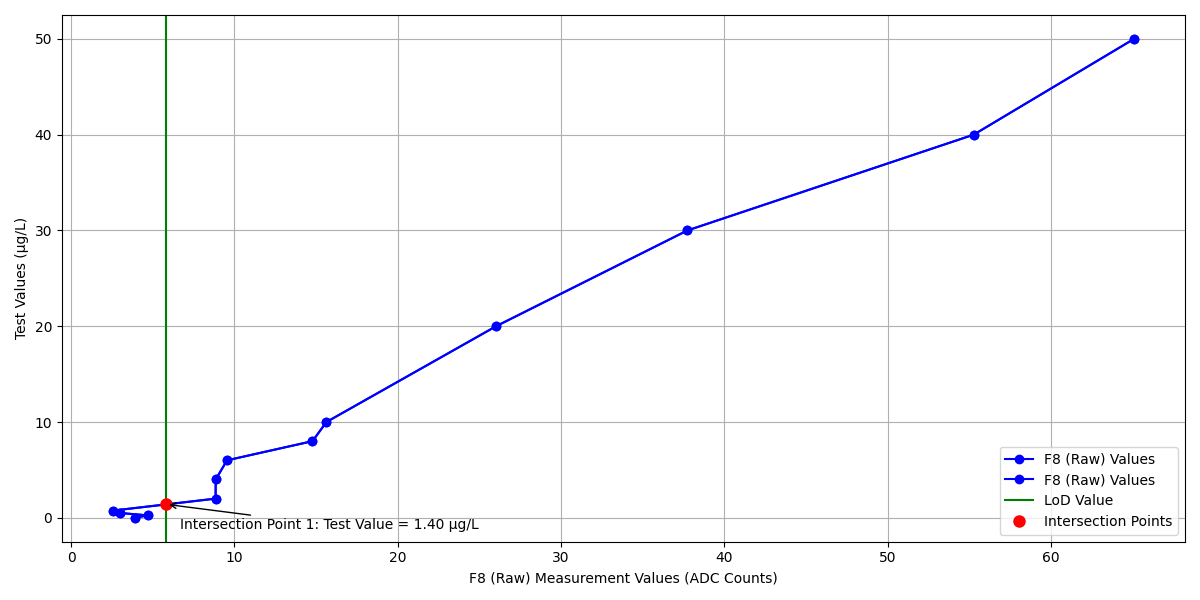 50
40
30
20
10
0
Test Values (µg/L)
Intersection Point 1: Test Value = 1.40 µg/L
F8 (Raw) Values
F8 (Raw) Values
LoD Value
Intersection Points
0 10 20 30 40 50 60
F8 (Raw) Measurement Values (ADC Counts)